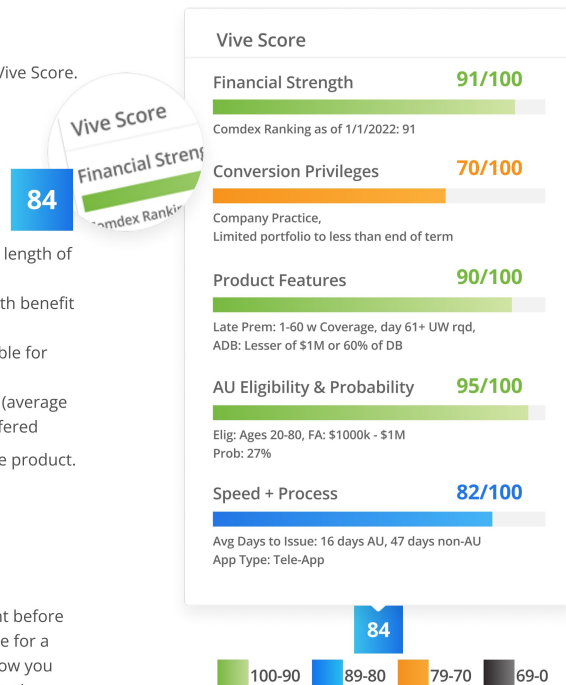 Vive Score.
84
length of
th benefit
ble for
(average
fered
e product.
nt before
e for a
ow you
Vive Score
Financial Streng
omdex Rankin
Vive Score
Financial Strength 91/100
Comdex Ranking as of 1/1/2022: 91
Conversion Privileges 70/100
Company Practice,
Limited portfolio to less than end of term
Product Features 90/100
Late Prem: 1-60 w Coverage, day 61+ UW rqd,
ADB: Lesser of $1M or 60% of DB
AU Eligibility & Probability 95/100
Elig: Ages 20-80, FA: $1000k - $1M
Prob: 27%
Speed + Process 82/100
Avg Days to Issue: 16 days AU, 47 days non-AU
App Type: Tele-App
84
100-90 89-80 79-70 69-0